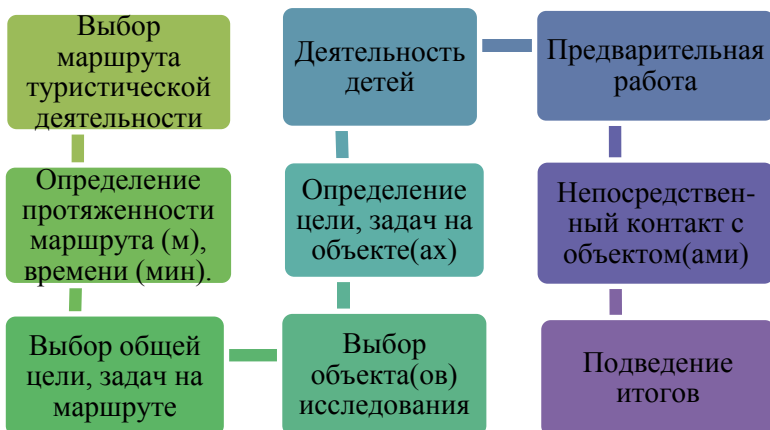 Выбор
маршрута
туристической
деятельности
Определение
протяженности
маршрута (м),
времени (мин).
Выбор общей
цели, задач на
маршруте
Выбор
объекта(ов)
исследования
Определение
цели, задач на
объекте(ах)
Деятельность
детей
Предварительная
работа
Непосредствен-
ный контакт с
объектом(ами)
Подведение
итогов